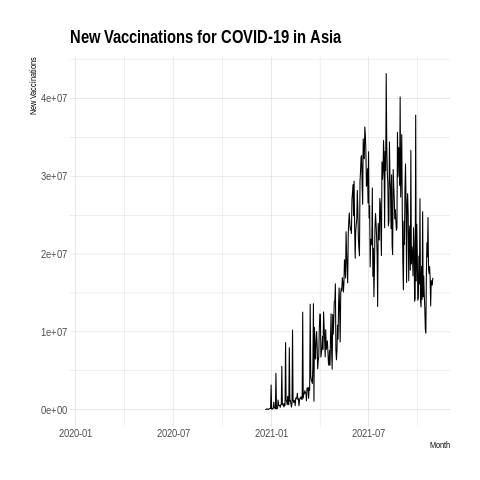 New Vaccinations for COVID-19 in Asia
New Vaccinations
4e+07
3e+07
2e+07
1e+07
0e+00
2020-01
2020-07
2021-01
2021-07
Month